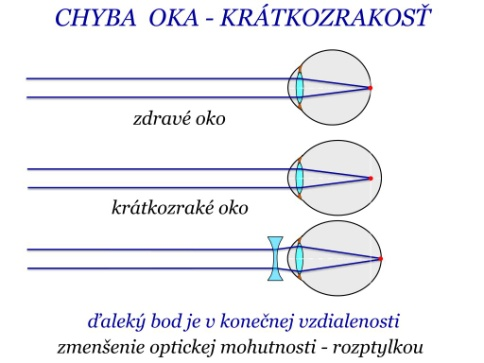 CHYBA OKA - KRÁTKOZRAKOSŤ
zdravé oko
krátkozraké oko
ďaleký bod je v konečnej vzdialenosti
zmenšenie optickej mohutnosti - rozptylkou